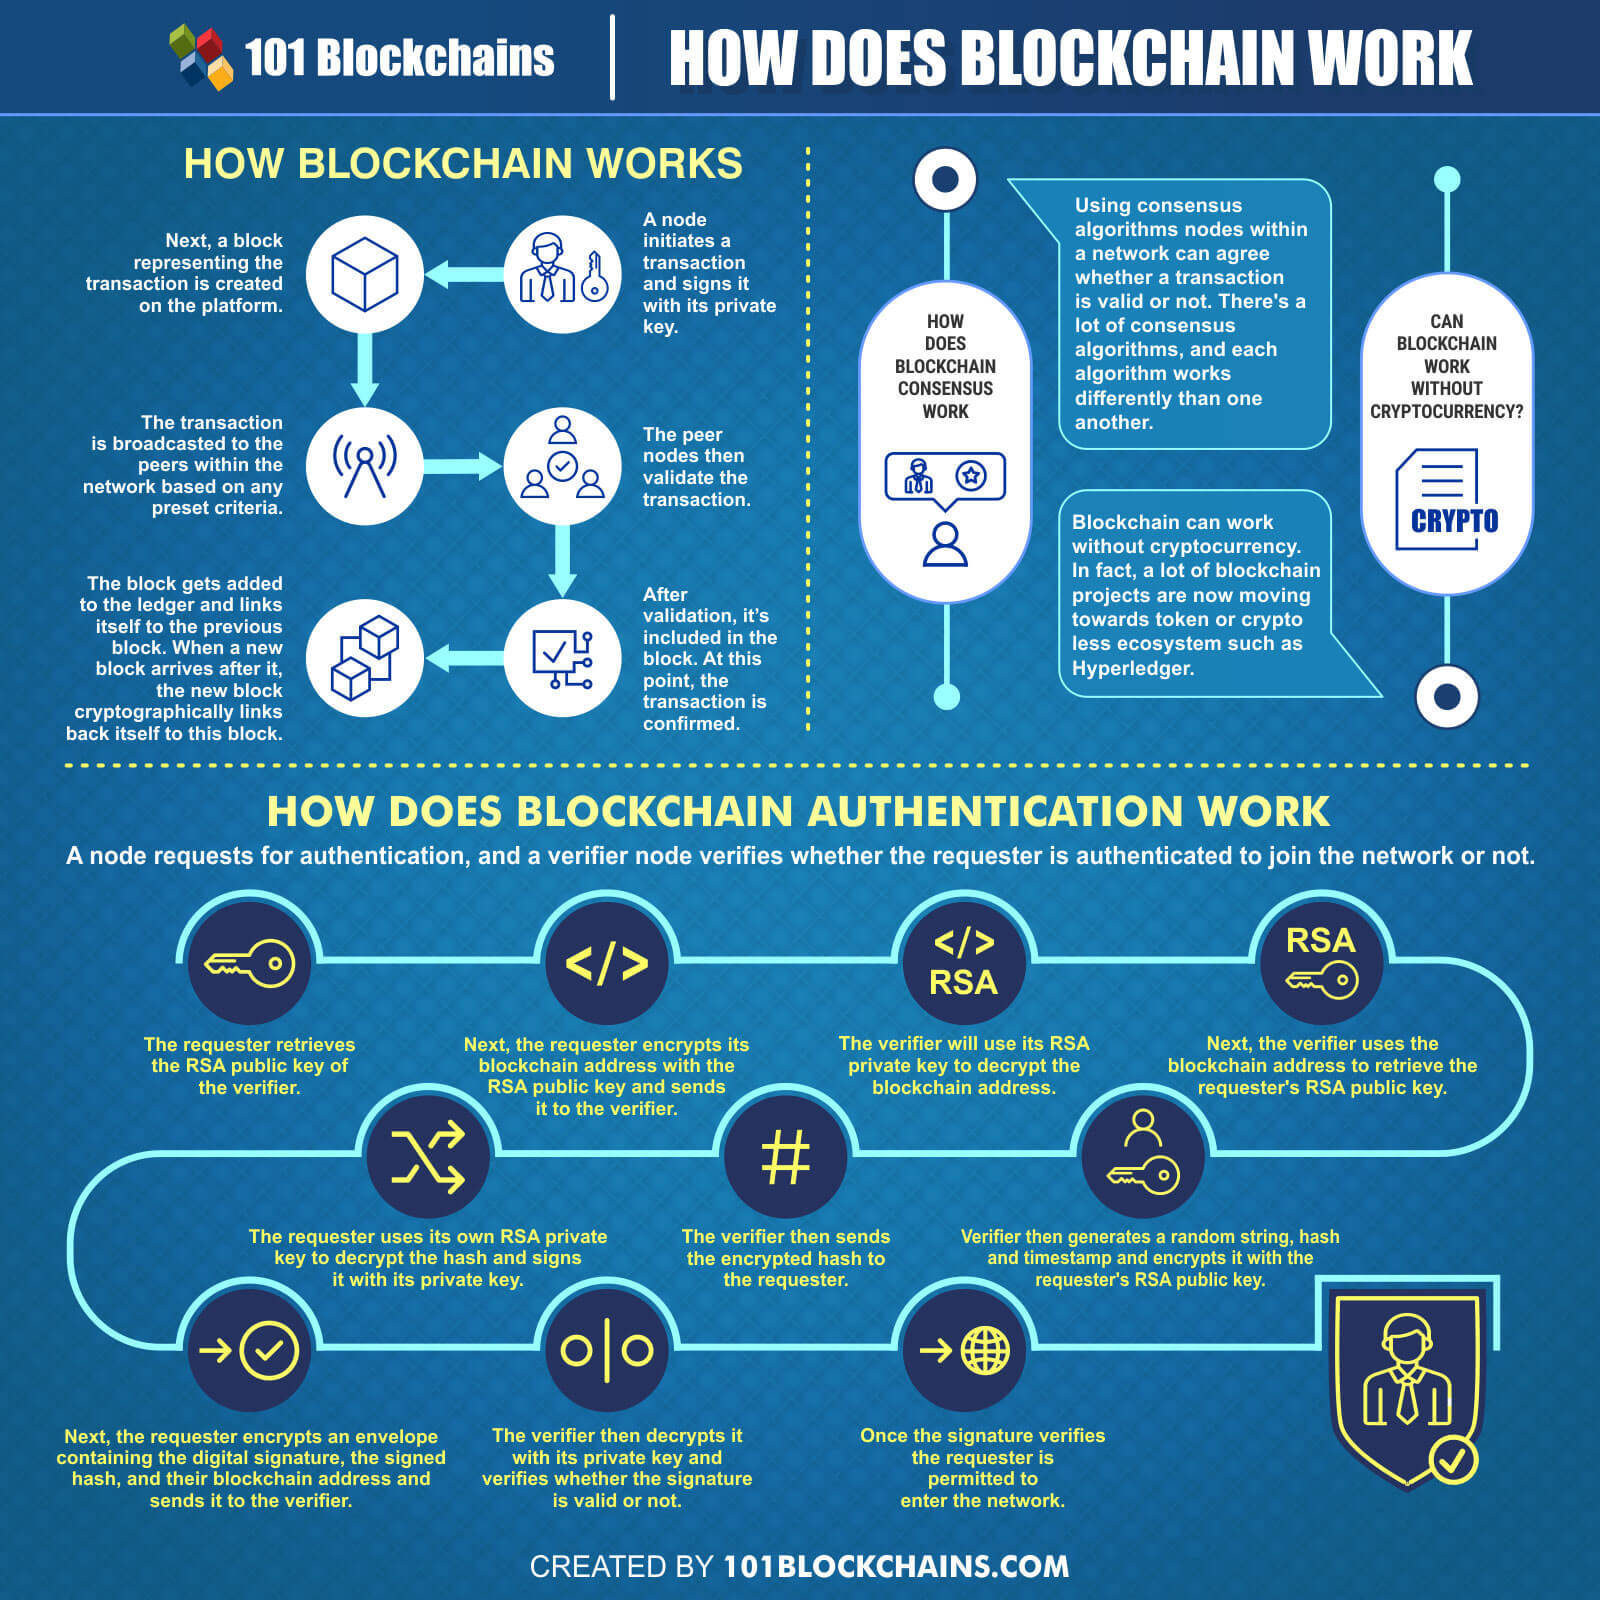 101 Blockchains
HOW DOES BLOCKCHAIN WORK
HOW BLOCKCHAIN WORKS
A node
initiates a
transaction
and signs it
with its private
key.
Next, a block
representing the
transaction is created
on the platform.
The transaction
is broadcasted to the
peers within the
network based on any
preset criteria.
The peer
nodes then
validate the
transaction.
After
validation, it's
included in the
block. At this
point, the
transaction is
confirmed.
The block gets added
to the ledger and links
itself to the previous
block. When a new
block arrives after it,
the new block
cryptographically links
back itself to this block.
HOW
DOES
BLOCKCHAIN
CONSENSUS
WORK
Using consensus
algorithms nodes within
a network can agree
whether a transaction
is valid or not. There's a
lot of consensus
algorithms, and each
algorithm works
differently than one
another.
CAN
BLOCKCHAIN
WORK
WITHOUT
CRYPTOCURRENCY?
CRYPTO
Blockchain can work
without cryptocurrency.
In fact, a lot of blockchain
projects are now moving
towards token or crypto
less ecosystem such as
Hyperledger.
HOW DOES BLOCKCHAIN AUTHENTICATION WORK
A node requests for authentication, and a verifier node verifies whether the requester is authenticated to join the network or not.
The requester retrieves
the RSA public key of
the verifier.
</>
Next, the requester encrypts its
blockchain address with the
RSA public key and sends
it to the verifier.
</>
RSA
The verifier will use its RSA
private key to decrypt the
blockchain address.
RSA
Next, the verifier uses the
blockchain address to retrieve the
requester's RSA public key.
Verifier then generates a random string, hash
and timestamp and encrypts it with the
requester's RSA public key.
#
The verifier then sends
the encrypted hash to
the requester.
The requester uses its own RSA private
key to decrypt the hash and signs
it with its private key.
Next, the requester encrypts an envelope
containing the digital signature, the signed
hash, and their blockchain address and
sends it to the verifier.
The verifier then decrypts it
with its private key and
verifies whether the signature
is valid or not.
Once the signature verifies
the requester is
permitted to
enter the network.
CREATED BY 101BLOCKCHAINS.COM